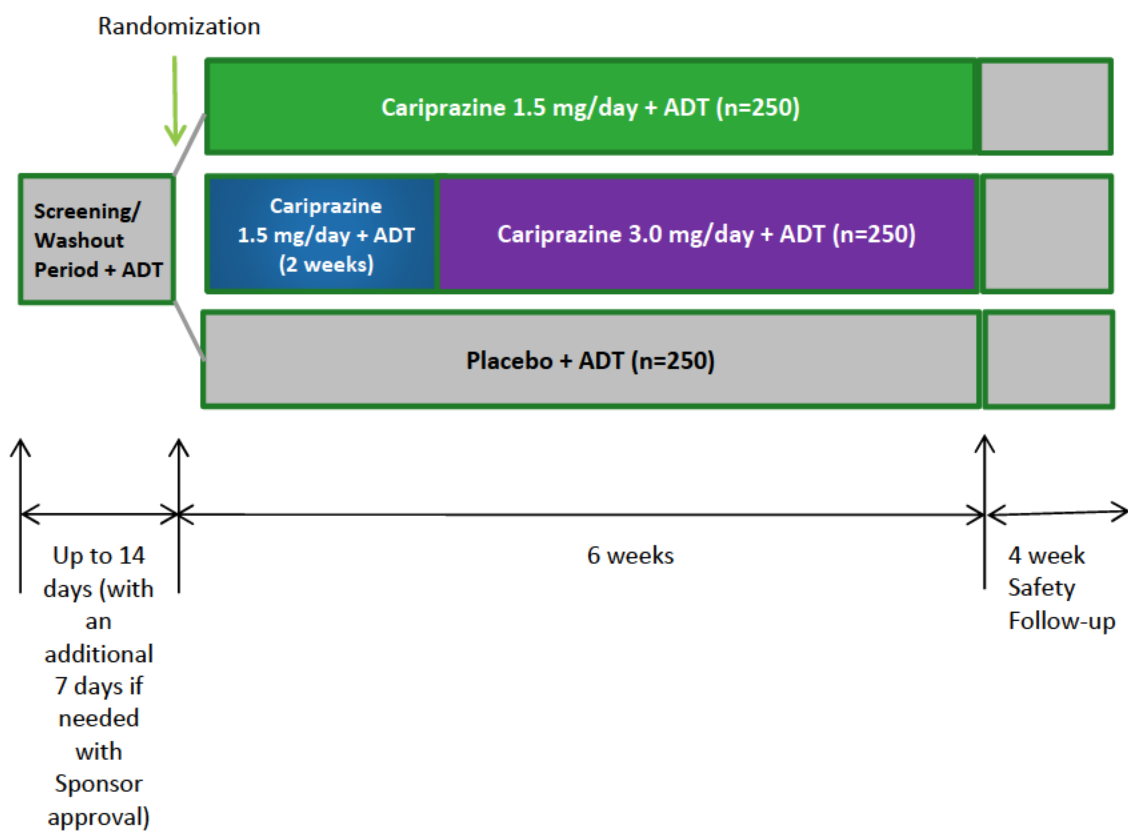 Randomization
Cariprazine 1.5 mg/day + ADT (n=250)
Screening/
Washout
Period + ADT
Cariprazine
1.5 mg/day + ADT
(2 weeks)
Cariprazine 3.0 mg/day + ADT (n=250)
Placebo + ADT (n=250)
Up to 14
days (with
an
additional
7 days if
needed
with
Sponsor
approval)
6 weeks
4 week
Safety
Follow-up